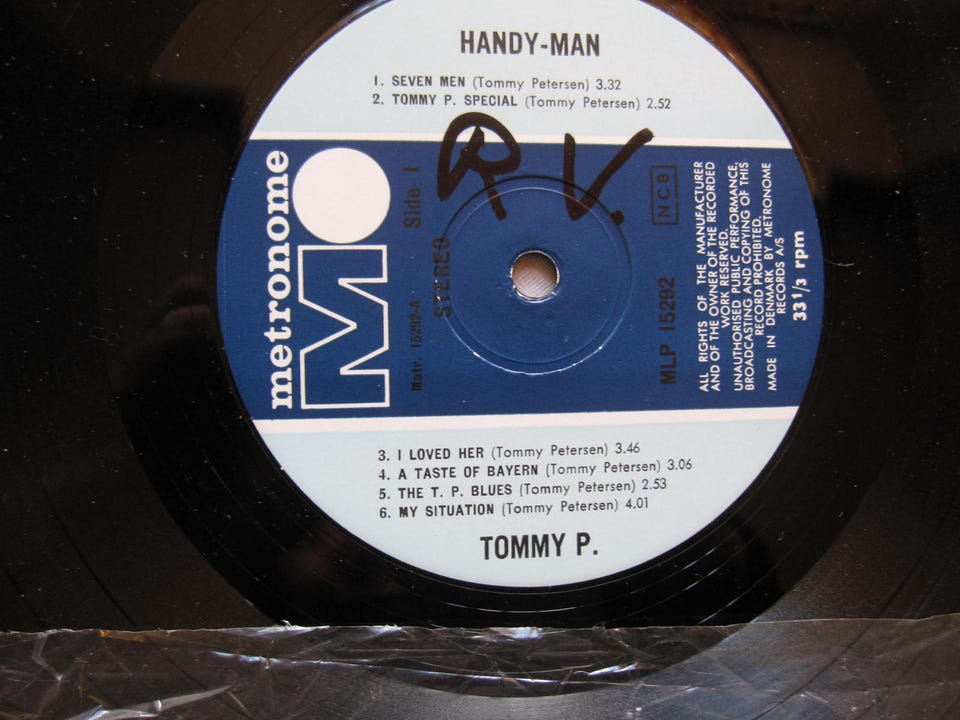 HANDY-MAN
1. SEVEN MEN (Tommy Petersen) 3.32
2. TOMMY P. SPECIAL (Tommy Petersen) 2.52
metronome
M
Matr. 15292-A Side 1
STEREO
R V.
NCB
MLP 15292
ALL RIGHTS OF THE MANUFACTURER
AND OF THE OWNER OF THE RECORDED
WORK RESERVED.
UNAUTHORISED PUBLIC PERFORMANCE,
BROADCASTING AND COPYING OF THIS
RECORD PROHIBITED.
MADE IN DENMARK BY METRONOME
RECORDS A/S
33 1/3 rpm
3. I LOVED HER (Tommy Petersen) 3.46
4. A TASTE OF BAYERN (Tommy Petersen) 3.06
5. THE T. P. BLUES (Tommy Petersen) 2.53
6. MY SITUATION (Tommy Petersen) 4.01
TOMMY P.